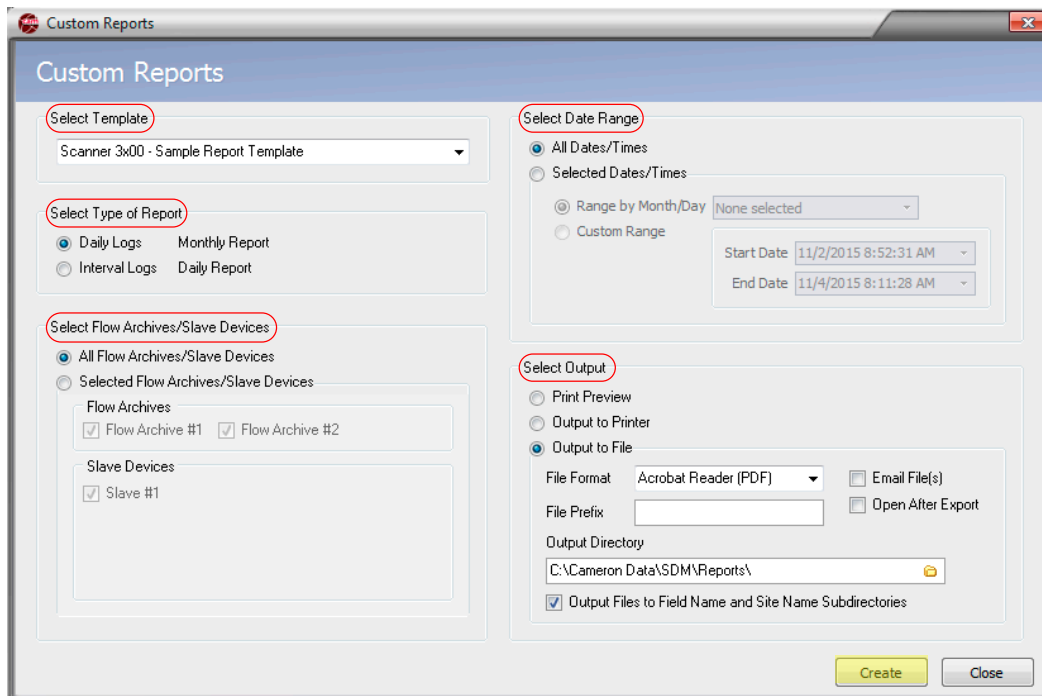 Custom Reports
Custom Reports
Select Template
Scanner 3x00 - Sample Report Template
Select Type of Report
Daily Logs Monthly Report
Interval Logs Daily Report
Select Flow Archives/Slave Devices
All Flow Archives/Slave Devices
Selected Flow Archives/Slave Devices
Flow Archives
Flow Archive #1 Flow Archive #2
Slave Devices
Slave #1
Select Date Range
All Dates/Times
Selected Dates/Times
Range by Month/Day None selected
Custom Range
Start Date 11/2/2015 8:52:31 AM
End Date 11/4/2015 8:11:28 AM
Select Output
Print Preview
Output to Printer
Output to File
File Format Acrobat Reader (PDF) Email File(s)
File Prefix Open After Export
Output Directory
C:\Cameron Data\SDM\Reports\
Output Files to Field Name and Site Name Subdirectories
Create Close